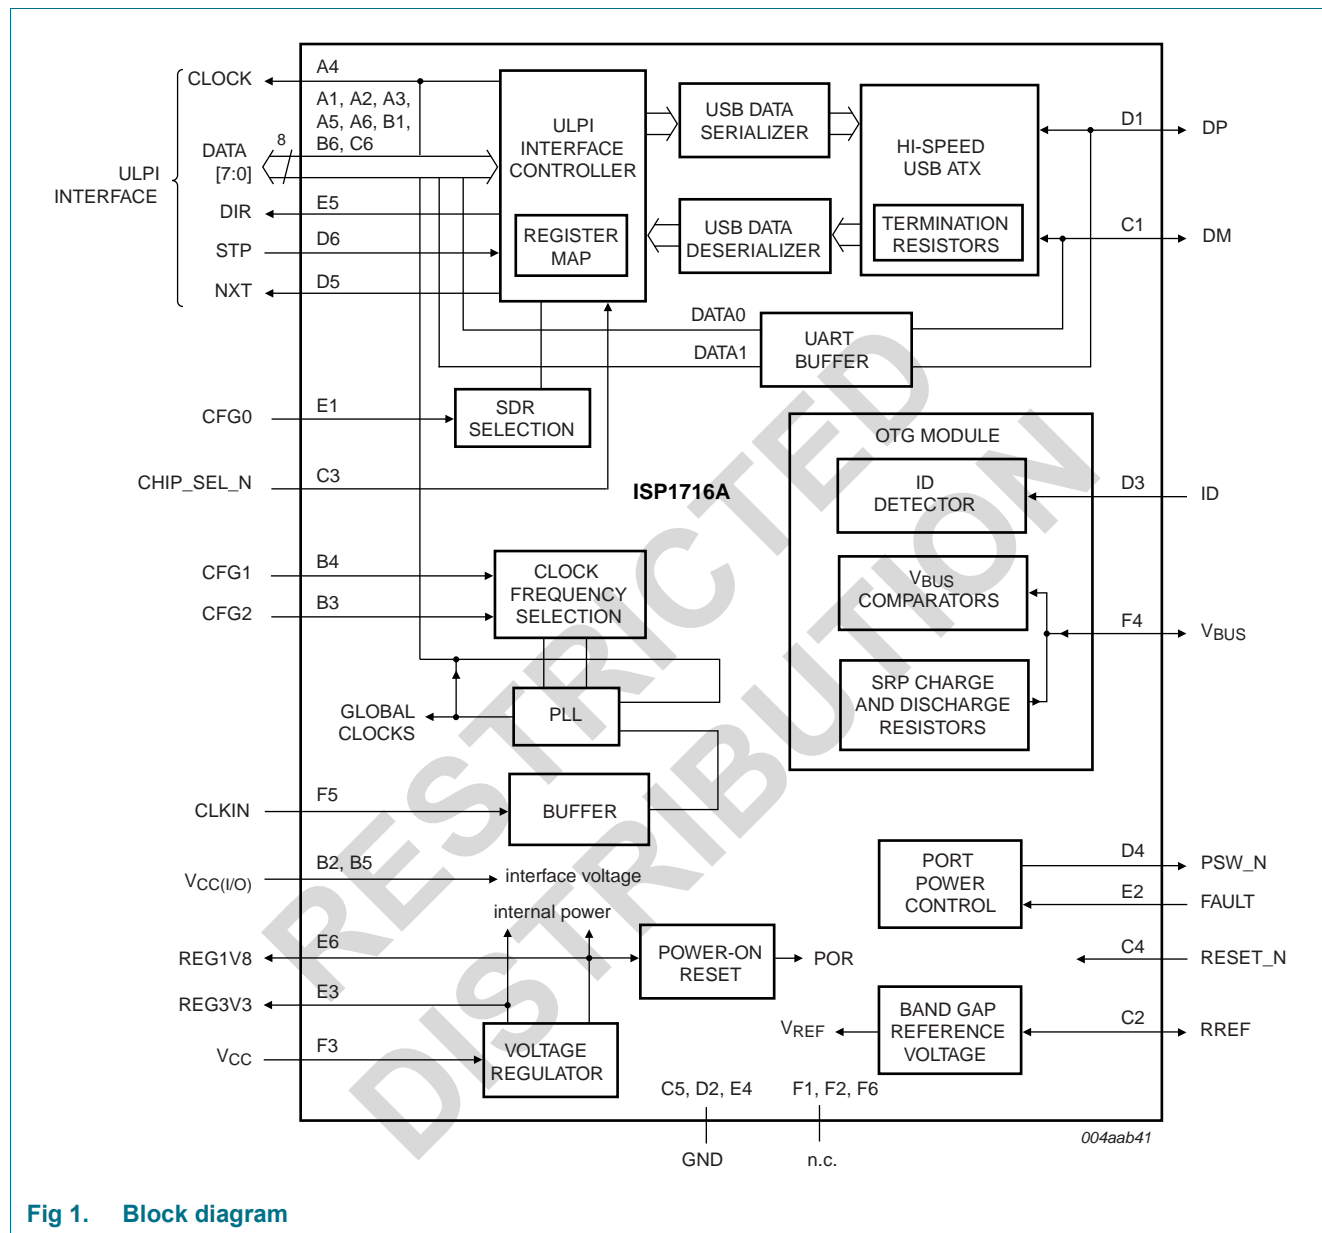 CLOCK
A4
A1, A2, A3,
A5, A6, B1,
B6, C6
8
DATA
[7:0]
ULPI
INTERFACE
DIR
E5
STP
D6
NXT
D5
ULPI
INTERFACE
CONTROLLER
REGISTER
MAP
USB DATA
SERIALIZER
USB DATA
DESERIALIZER
HI-SPEED
USB ATX
TERMINATION
RESISTORS
D1
DP
C1
DM
DATA0
DATA1
UART
BUFFER
CFG0
E1
SDR
SELECTION
CHIP_SEL_N
C3
ISP1716A
OTG MODULE
ID
DETECTOR
D3
ID
VBUS
COMPARATORS
F4
VBUS
SRP CHARGE
AND DISCHARGE
RESISTORS
CFG1
B4
CFG2
B3
CLOCK
FREQUENCY
SELECTION
GLOBAL
CLOCKS
PLL
CLKIN
F5
BUFFER
VCC(I/O)
B2, B5
interface voltage
internal power
REG1V8
E6
REG3V3
E3
VCC
F3
VOLTAGE
REGULATOR
POWER-ON
RESET
POR
PORT
POWER
CONTROL
D4
PSW_N
E2
FAULT
C4
RESET_N
VREF
BAND GAP
REFERENCE
VOLTAGE
C2
RREF
C5, D2, E4
GND
F1, F2, F6
n.c.
004aab41
RESTRICTED
DISTRIBUTION
Fig 1. Block diagram